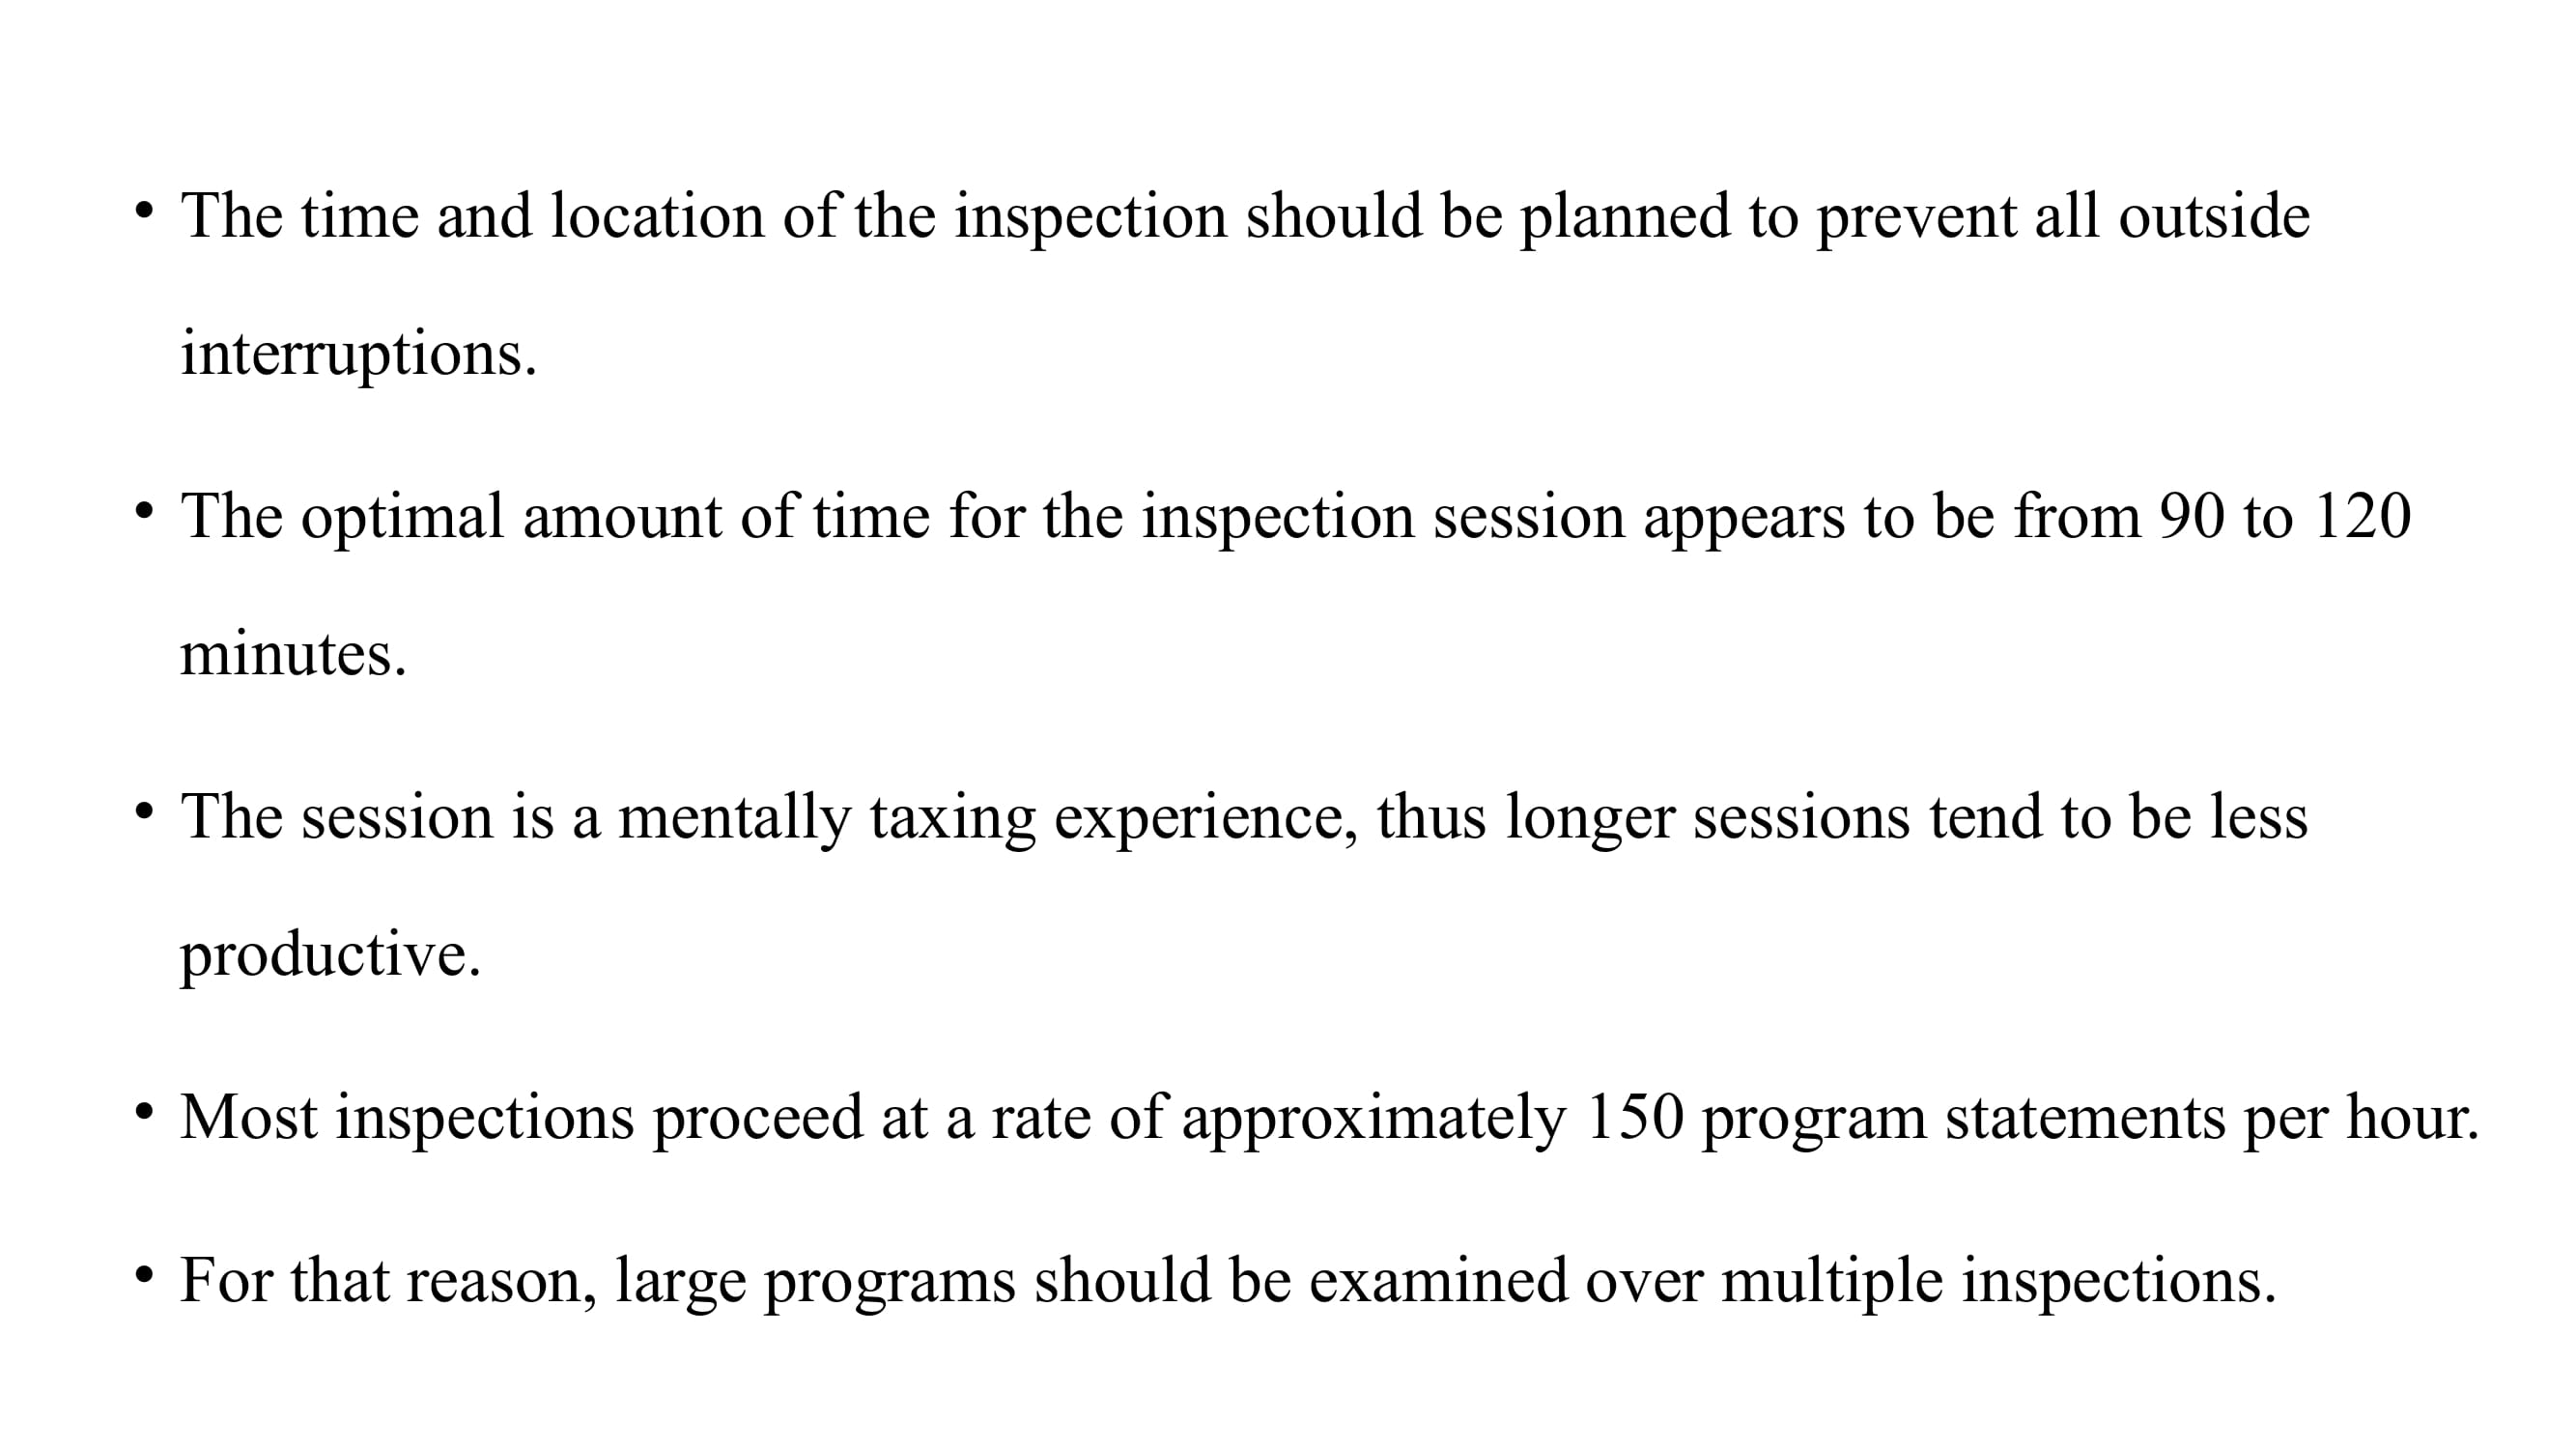 • The time and location of the inspection should be planned to prevent all outside
interruptions.
• The optimal amount of time for the inspection session appears to be from 90 to 120
minutes.
• The session is a mentally taxing experience, thus longer sessions tend to be less
productive.
• Most inspections proceed at a rate of approximately 150 program statements per hour.
• For that reason, large programs should be examined over multiple inspections.